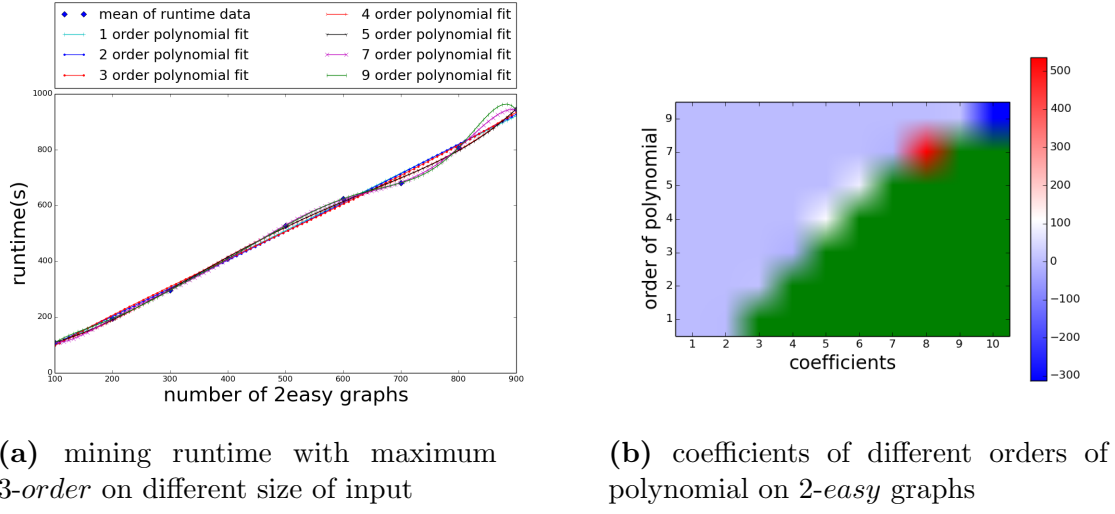 mean of runtime data
1 order polynomial fit
2 order polynomial fit
3 order polynomial fit
4 order polynomial fit
5 order polynomial fit
7 order polynomial fit
9 order polynomial fit
runtime(s)
1000
800
600
400
200
0
100 200 300 400 500 600 700 800 900
number of 2easy graphs
order of polynomial
9
7
5
4
3
2
1
1 2 3 4 5 6 7 8 9 10
coefficients
500
400
300
200
100
0
−100
−200
−300
(a) mining runtime with maximum
3-order on different size of input
(b) coefficients of different orders of
polynomial on 2-easy graphs